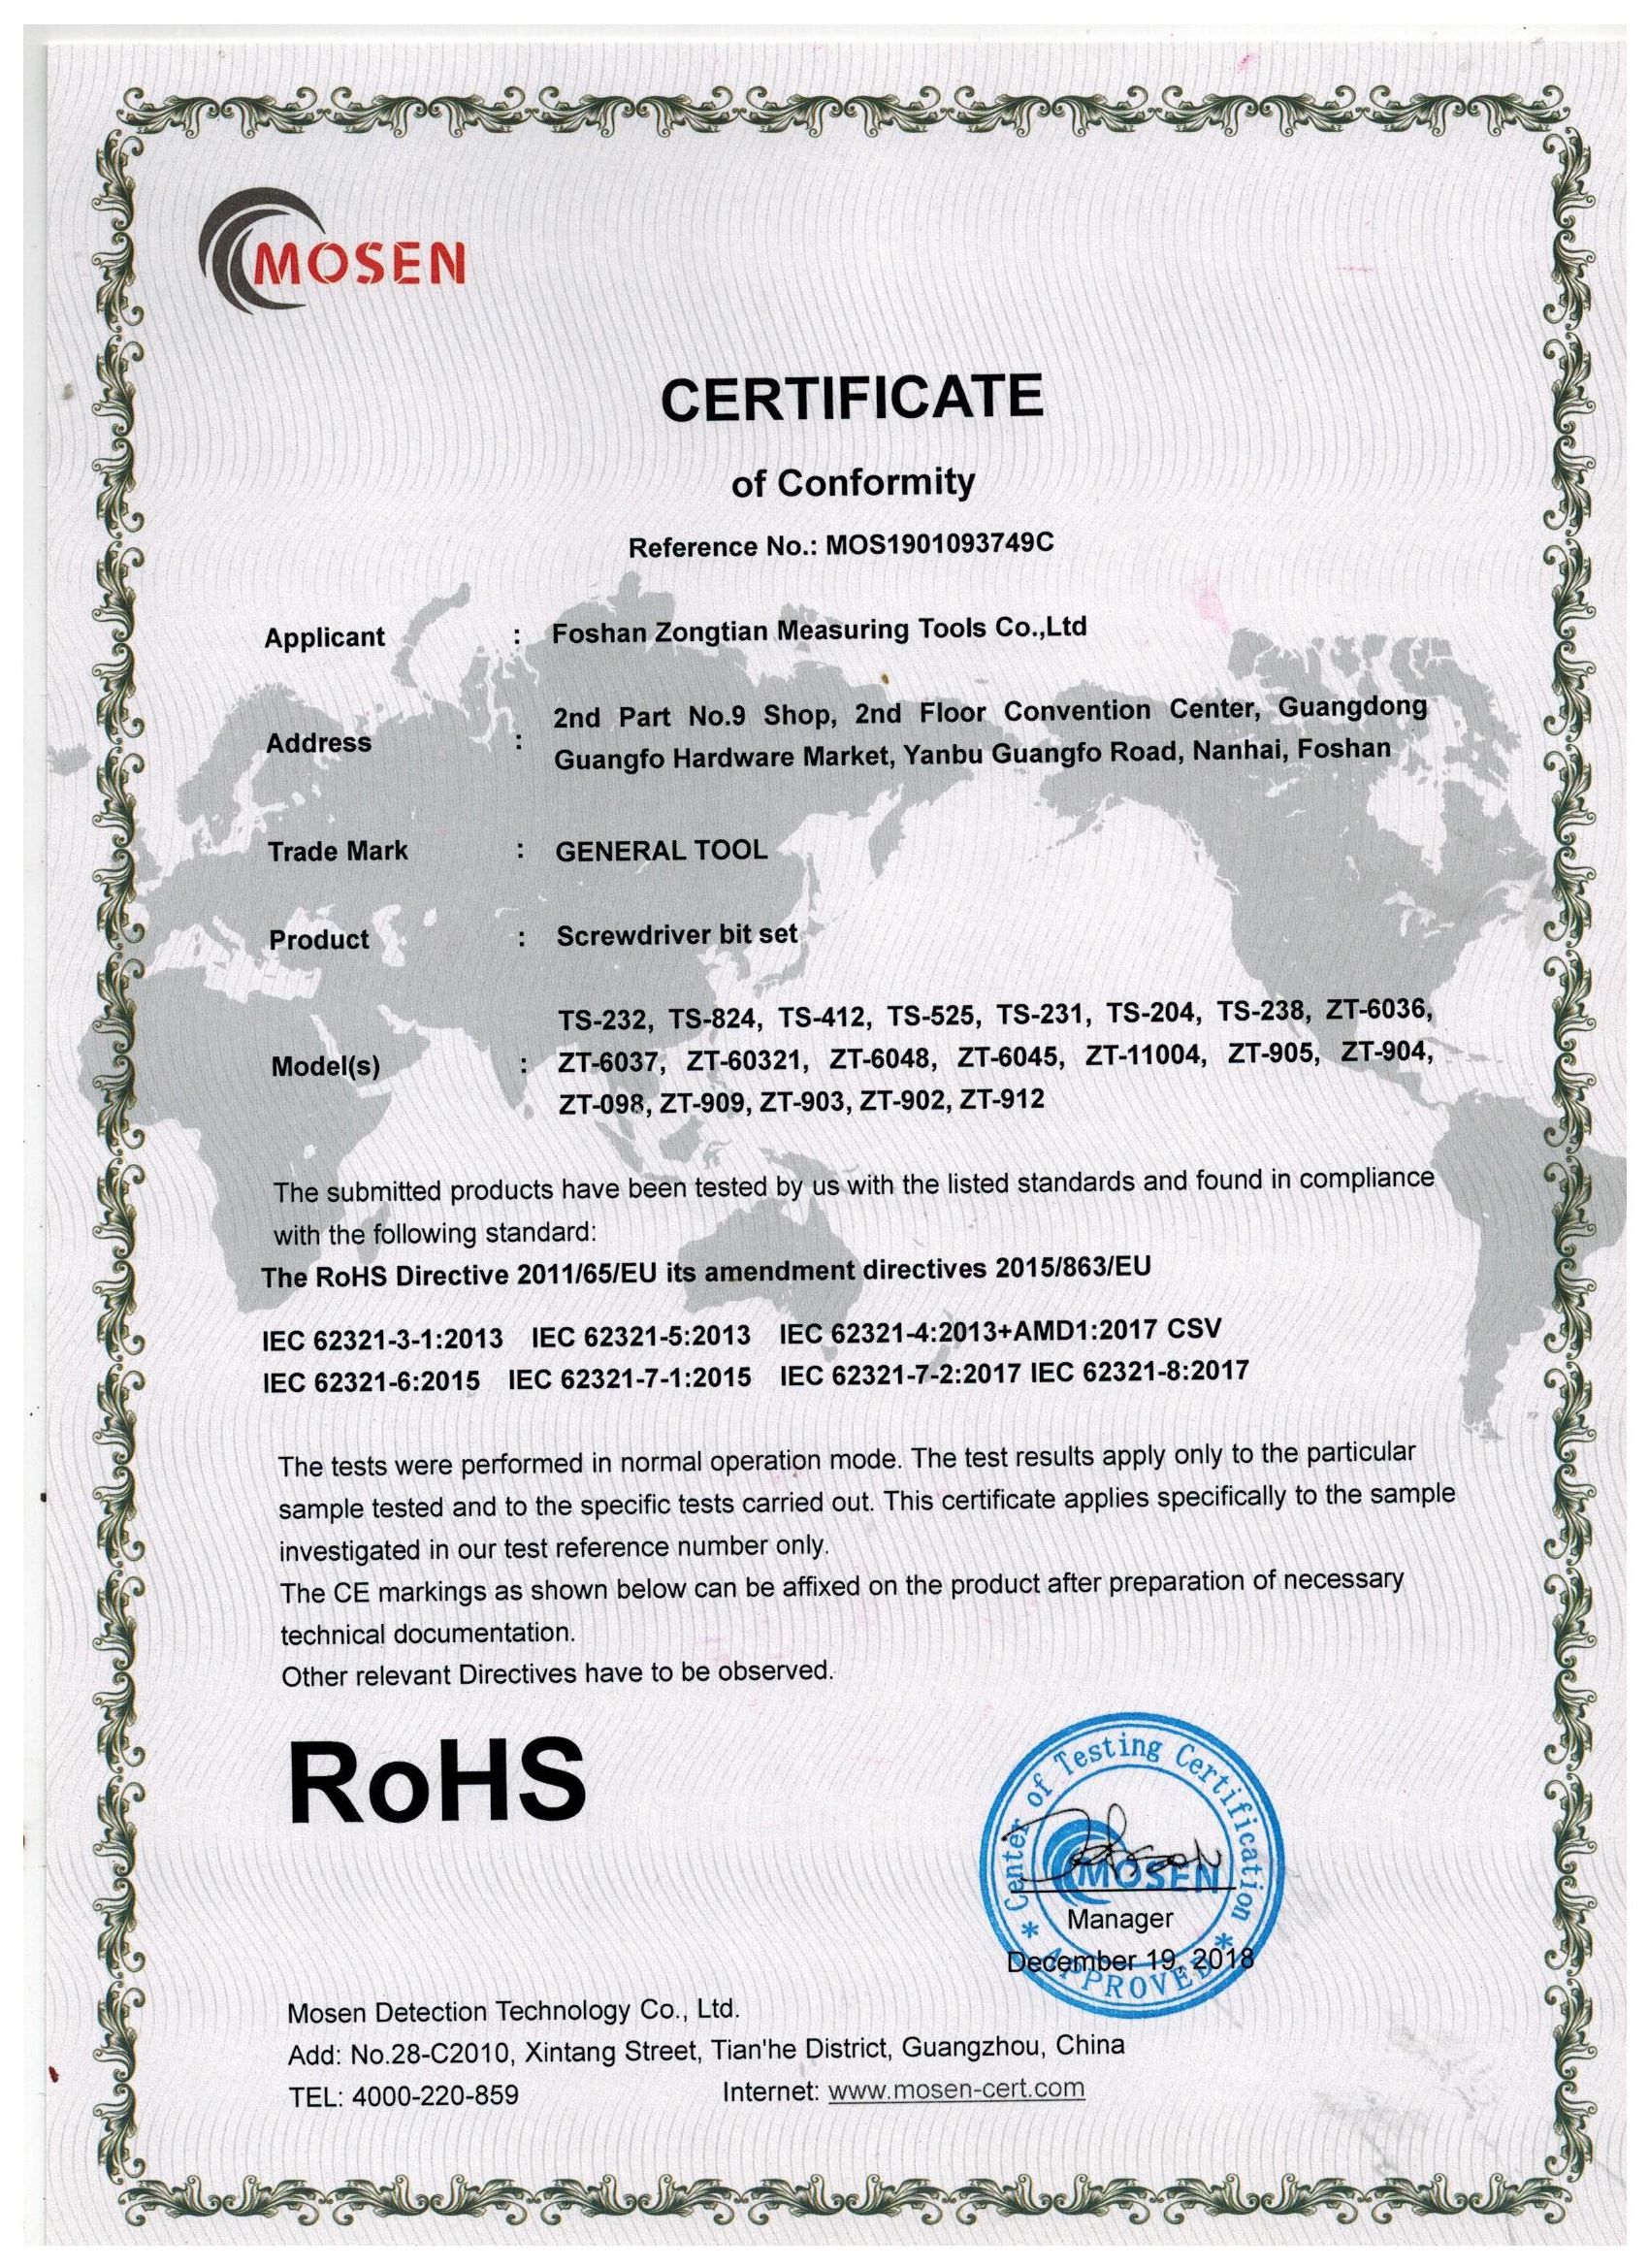 MOSEN
CERTIFICATE
of Conformity
Reference No.: MOS1901093749C
Applicant : Foshan Zongtian Measuring Tools Co.,Ltd
Address : 2nd Part No.9 Shop, 2nd Floor Convention Center, Guangdong
Guangfo Hardware Market, Yanbu Guangfo Road, Nanhai, Foshan
Trade Mark : GENERAL TOOL
Product : Screwdriver bit set
Model(s) : TS-232, TS-824, TS-412, TS-525, TS-231, TS-204, TS-238, ZT-6036,
ZT-6037, ZT-60321, ZT-6048, ZT-6045, ZT-11004, ZT-905, ZT-904,
ZT-098, ZT-909, ZT-903, ZT-902, ZT-912
The submitted products have been tested by us with the listed standards and found in compliance
with the following standard:
The RoHS Directive 2011/65/EU its amendment directives 2015/863/EU
IEC 62321-3-1:2013 IEC 62321-5:2013 IEC 62321-4:2013+AMD1:2017 CSV
IEC 62321-6:2015 IEC 62321-7-1:2015 IEC 62321-7-2:2017 IEC 62321-8:2017
The tests were performed in normal operation mode. The test results apply only to the particular
sample tested and to the specific tests carried out. This certificate applies specifically to the sample
investigated in our test reference number only.
The CE markings as shown below can be affixed on the product after preparation of necessary
technical documentation.
Other relevant Directives have to be observed.
RoHS
Center of Testing Certification
MOSEN
Manager
December 19, 2018
* APPROVED *
Mosen Detection Technology Co., Ltd.
Add: No.28-C2010, Xintang Street, Tian'he District, Guangzhou, China
TEL: 4000-220-859 Internet: www.mosen-cert.com